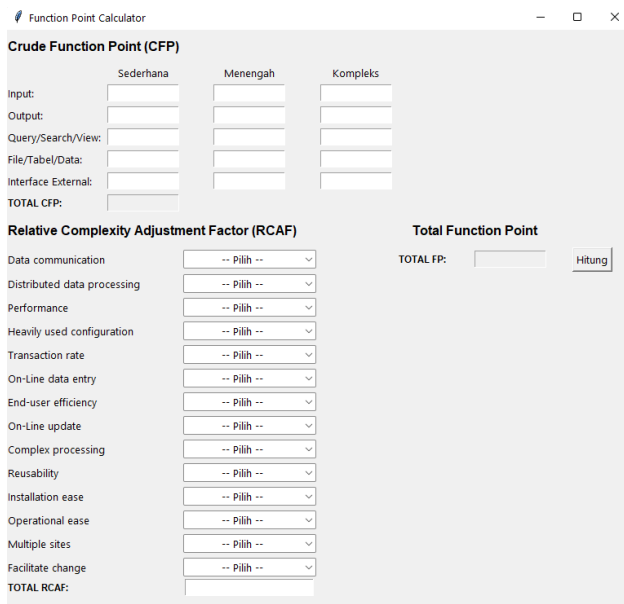 Function Point Calculator
Crude Function Point (CFP)
Sederhana Menengah Kompleks
Input:
Output:
Query/Search/View:
File/Tabel/Data:
Interface External:
TOTAL CFP:
Relative Complexity Adjustment Factor (RCAF) Total Function Point
Data communication -- Pilih -- TOTAL FP: Hitung
Distributed data processing -- Pilih --
Performance -- Pilih --
Heavily used configuration -- Pilih --
Transaction rate -- Pilih --
On-Line data entry -- Pilih --
End-user efficiency -- Pilih --
On-Line update -- Pilih --
Complex processing -- Pilih --
Reusability -- Pilih --
Installation ease -- Pilih --
Operational ease -- Pilih --
Multiple sites -- Pilih --
Facilitate change -- Pilih --
TOTAL RCAF: